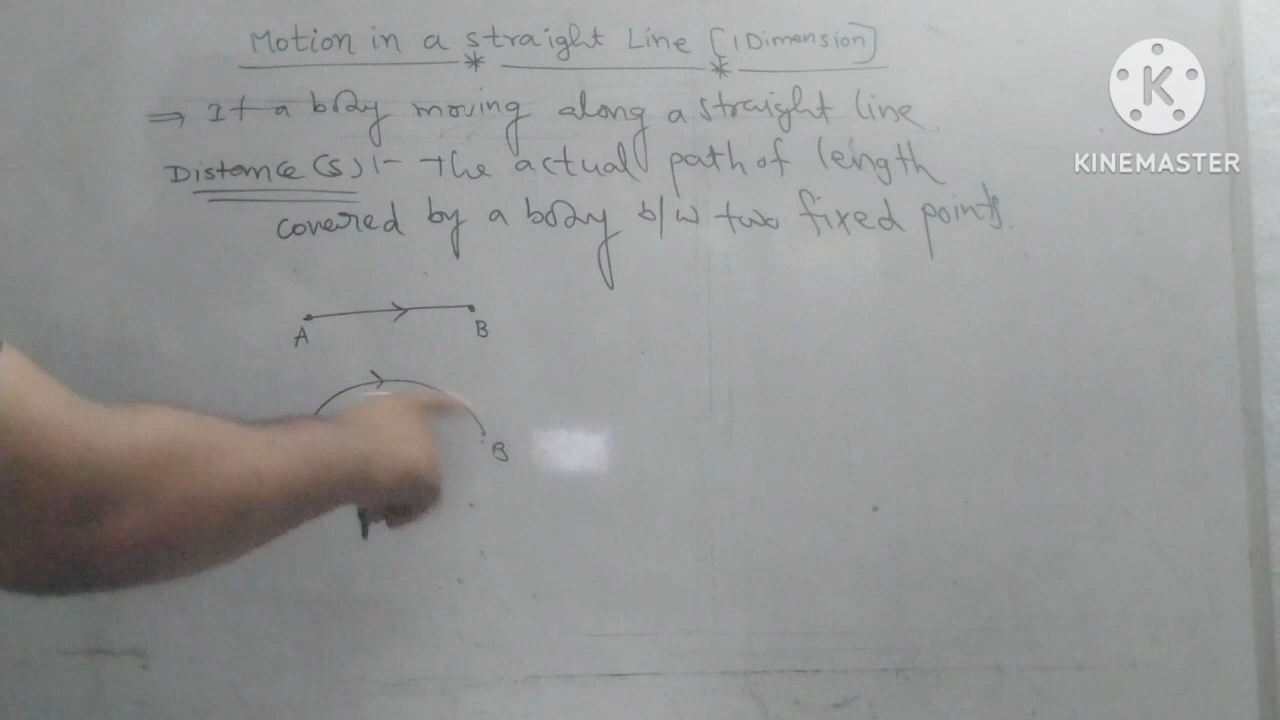 Motion in a straight Line [1 Dimension]
⇒ If a body moving along a straight line.
Distance (s) :- The actual path of length
covered by a body b/w two fixed points.
A B
B
K
KINEMASTER